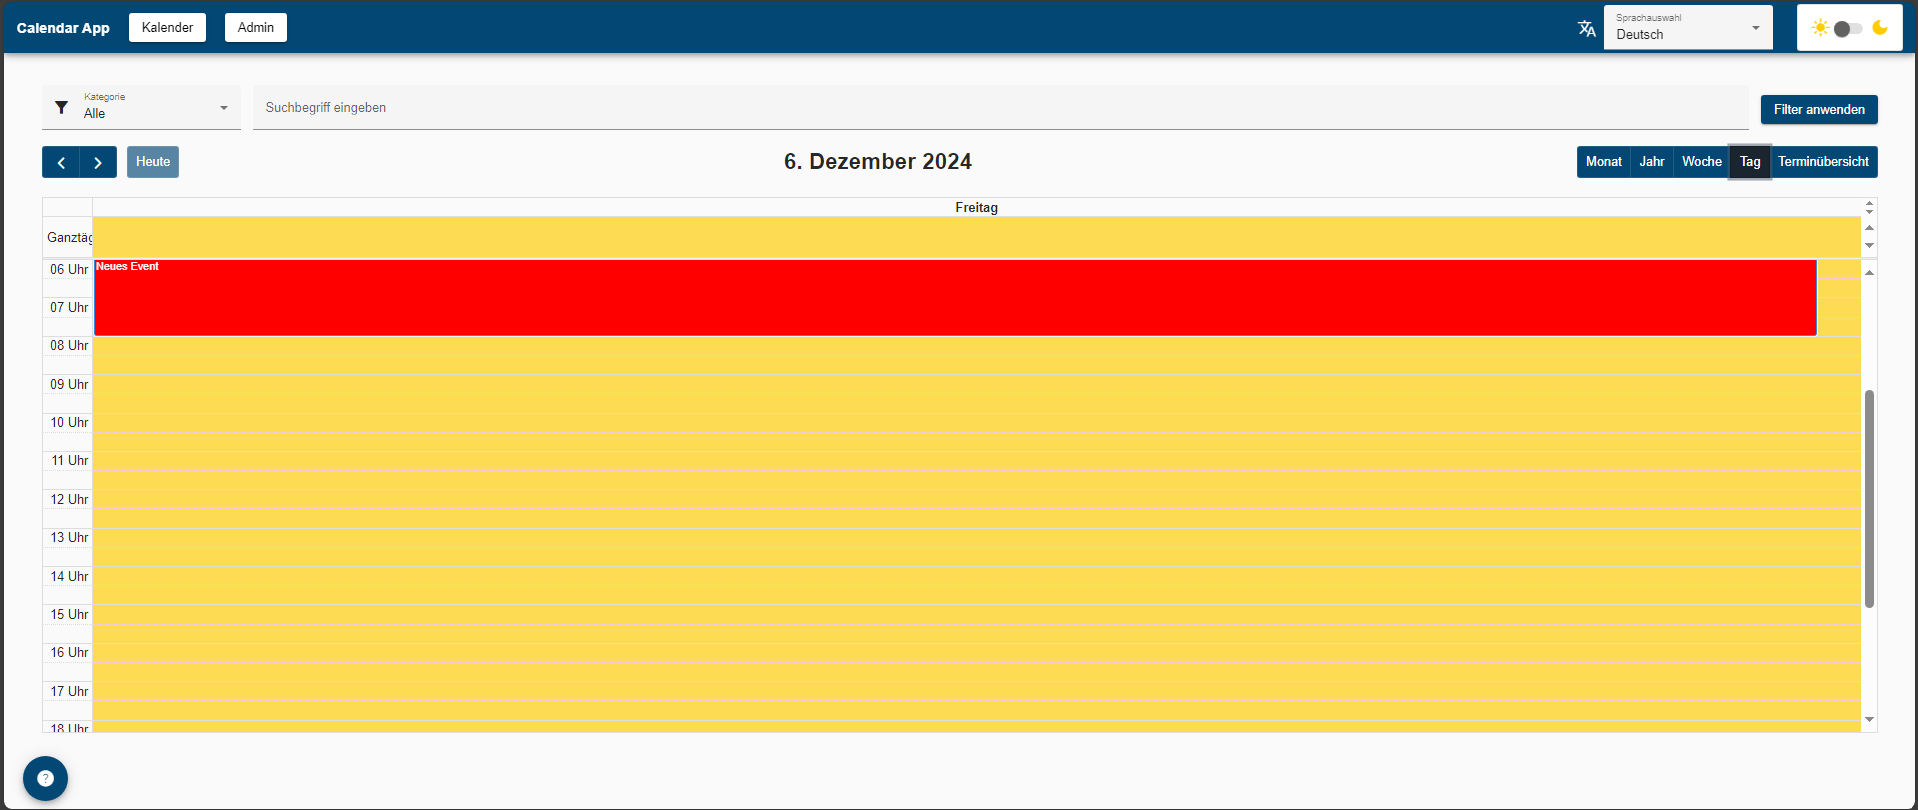 Calendar App
Kalender
Admin
Sprachauswahl
Deutsch
Kategorie
Alle
Suchbegriff eingeben
Filter anwenden
Heute
6. Dezember 2024
Monat
Jahr
Woche
Tag
Terminübersicht
Freitag
Ganztäg
06 Uhr
Neues Event
07 Uhr
08 Uhr
09 Uhr
10 Uhr
11 Uhr
12 Uhr
13 Uhr
14 Uhr
15 Uhr
16 Uhr
17 Uhr
18 Uhr
?